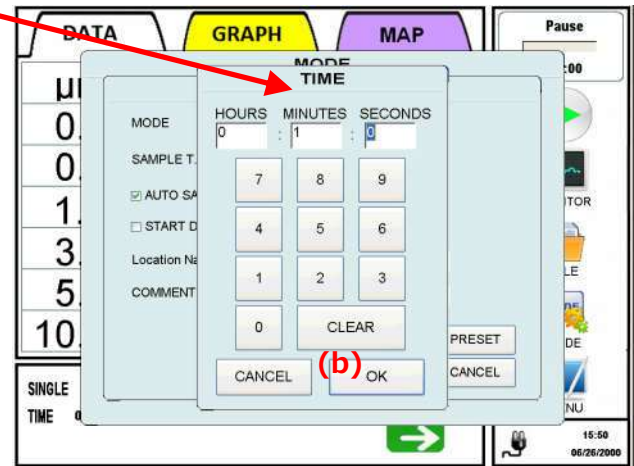 DATA GRAPH MAP Pause
:00
MODE
TIME
HOURS MINUTES SECONDS
0 : 1 : 0
μ
0.
0.
1.
3.
5.
10.
MODE
SAMPLE T.
AUTO SA
START D
Location Na
COMMENT
7 8 9
4 5 6
1 2 3
0 CLEAR
CANCEL (b) OK
PRESET
CANCEL
ITOR
LE
DE
NU
SINGLE
TIME 0
15:50
06/26/2000